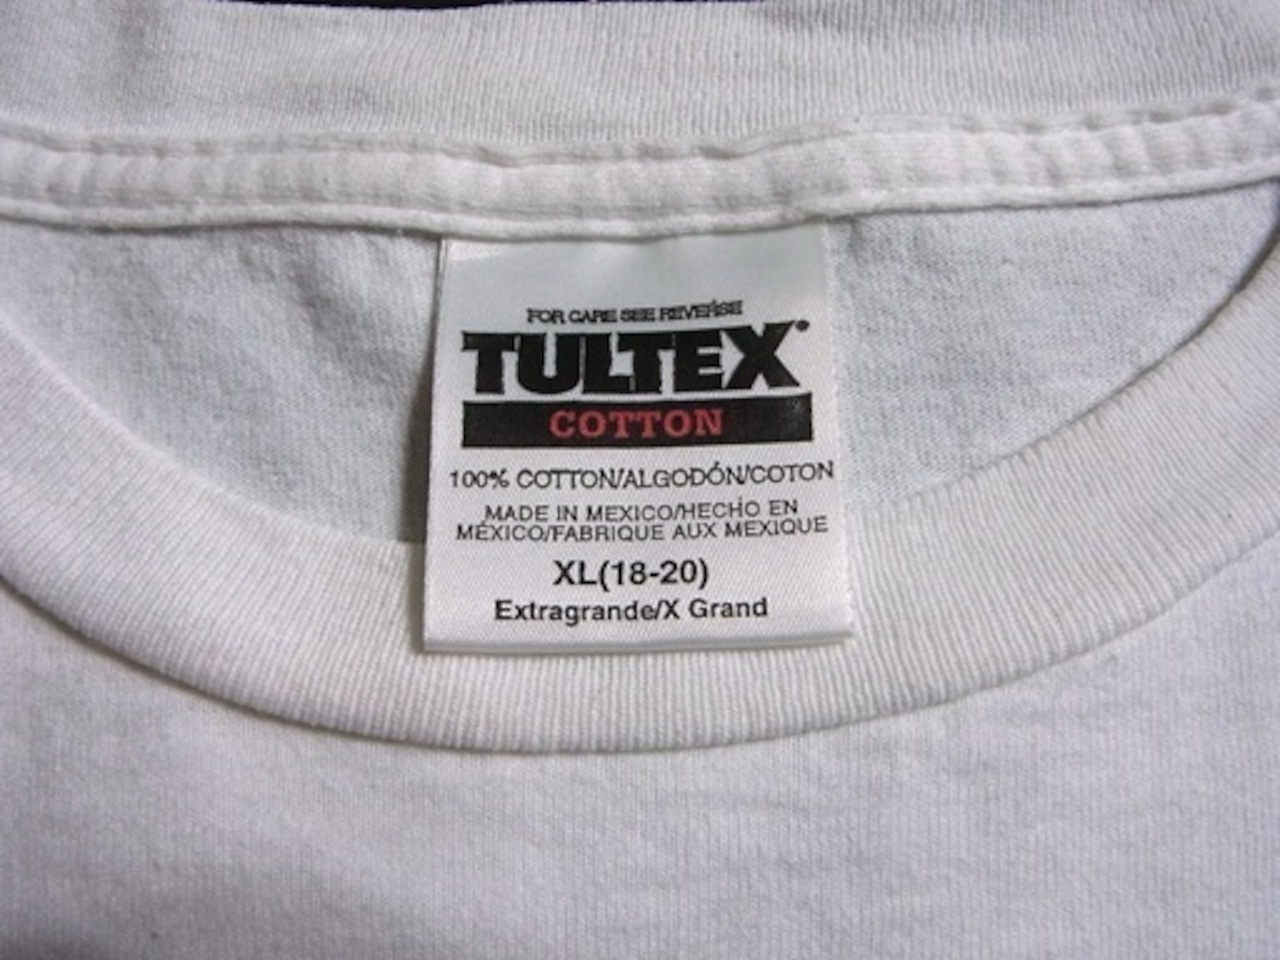 FOR CARE SEE REVERSE
TULTEX
COTTON
100% COTTON/ALGODÓN/COTON
MADE IN MEXICO/HECHO EN
MÉXICO/FABRIQUE AUX MEXIQUE
XL(18-20)
Extragrande/X Grand